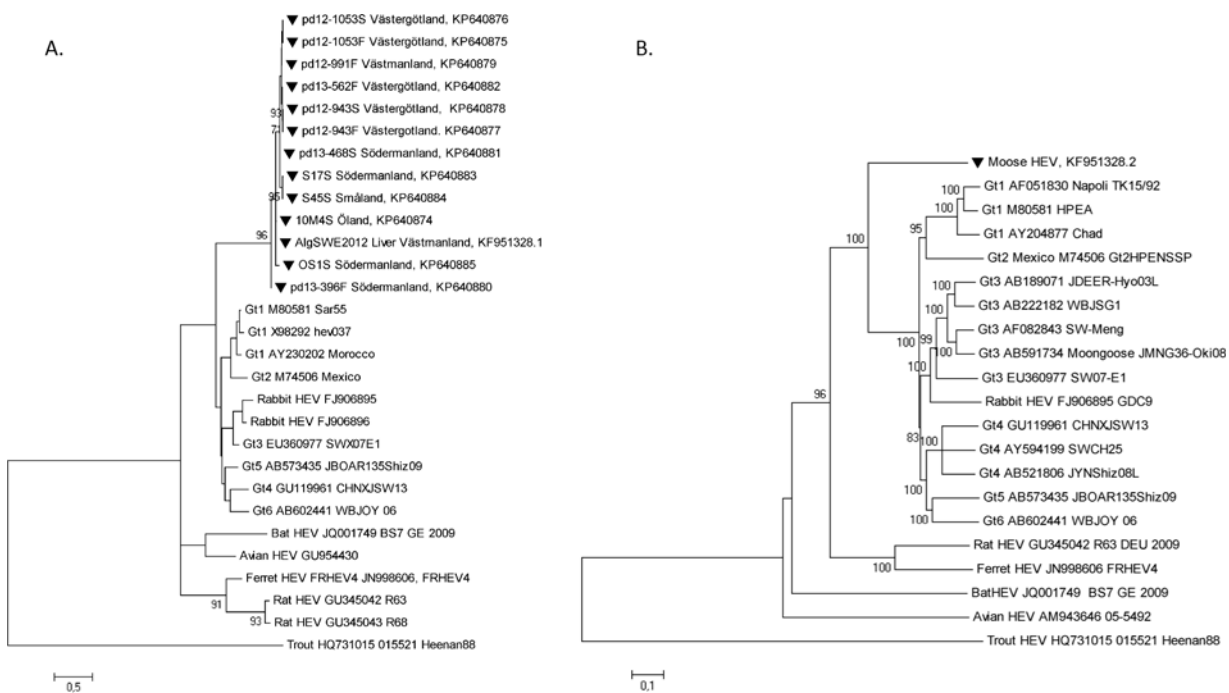 A.
pd12-1053S Västergötland, KP640876
pd12-1053F Västergötland, KP640875
pd12-991F Västmanland, KP640879
pd13-562F Västergötland, KP640882
pd12-943S Västergötland, KP640878
pd12-943F Västergotland. KP640877
pd13-468S Södermanland, KP640881
S17S Södermanland, KP640883
S45S Småland, KP640884
10M4S Öland, KP640874
AlgSWE2012 Liver Västmanland, KF951328.1
OS1S Södermanland, KP640885
pd13-396F Södermanland, KP640880
93
95
96
Gt1 M80581 Sar55
Gt1 X98292 hev037
Gt1 AY230202 Morocco
Gt2 M74506 Mexico
Rabbit HEV FJ906895
Rabbit HEV FJ906896
Gt3 EU360977 SWX07E1
Gt5 AB573435 JBOAR135Shiz09
Gt4 GU119961 CHNXJSW13
Gt6 AB602441 WBJOY 06
Bat HEV JQ001749 BS7 GE 2009
Avian HEV GU954430
Ferret HEV FRHEV4 JN998606, FRHEV4
Rat HEV GU345042 R63
Rat HEV GU345043 R68
91
93
Trout HQ731015 015521 Heenan88
0,5
B.
Moose HEV, KF951328.2
Gt1 AF051830 Napoli TK15/92
Gt1 M80581 HPEA
Gt1 AY204877 Chad
Gt2 Mexico M74506 Gt2HPENSSP
Gt3 AB189071 JDEER-Hyo03L
Gt3 AB222182 WBJSG1
Gt3 AF082843 SW-Meng
Gt3 AB591734 Moongoose JMNG36-Oki08
Gt3 EU360977 SW07-E1
Rabbit HEV FJ906895 GDC9
Gt4 GU119961 CHNXJSW13
Gt4 AY594199 SWCH25
Gt4 AB521806 JYNShiz08L
Gt5 AB573435 JBOAR135Shiz09
Gt6 AB602441 WBJOY 06
Rat HEV GU345042 R63 DEU 2009
Ferret HEV JN998606 FRHEV4
BatHEV JQ001749 BS7 GE 2009
Avian HEV AM943646 05-5492
Trout HEV HQ731015 015521 Heenan88
100
100
95
100
100
100
99
100
100
100
96
83
100
100
100
100
0,1